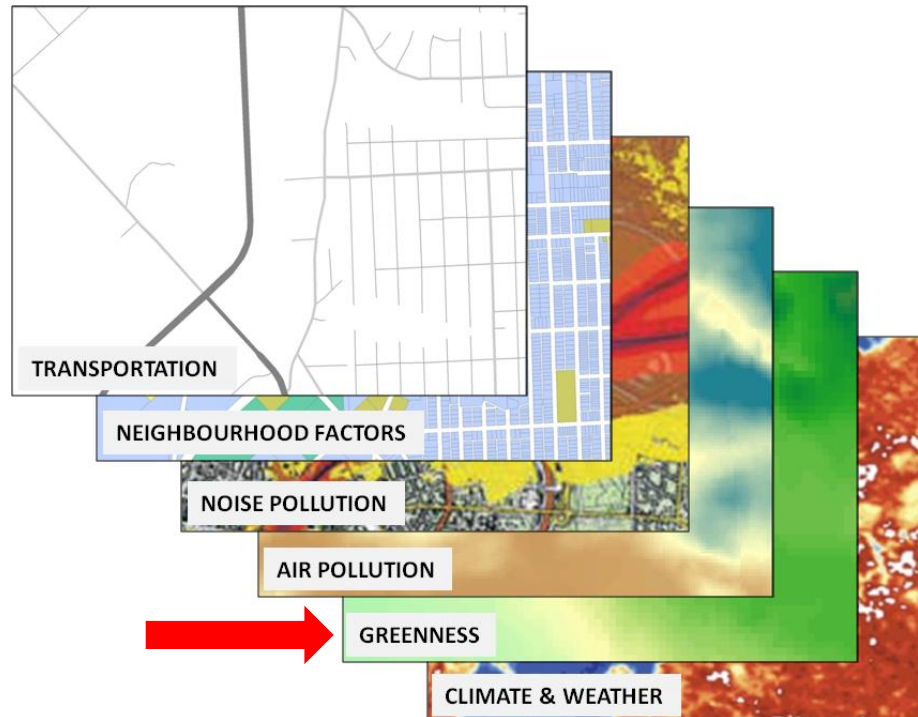 TRANSPORTATION
NEIGHBOURHOOD FACTORS
NOISE POLLUTION
AIR POLLUTION
GREENNESS
CLIMATE & WEATHER